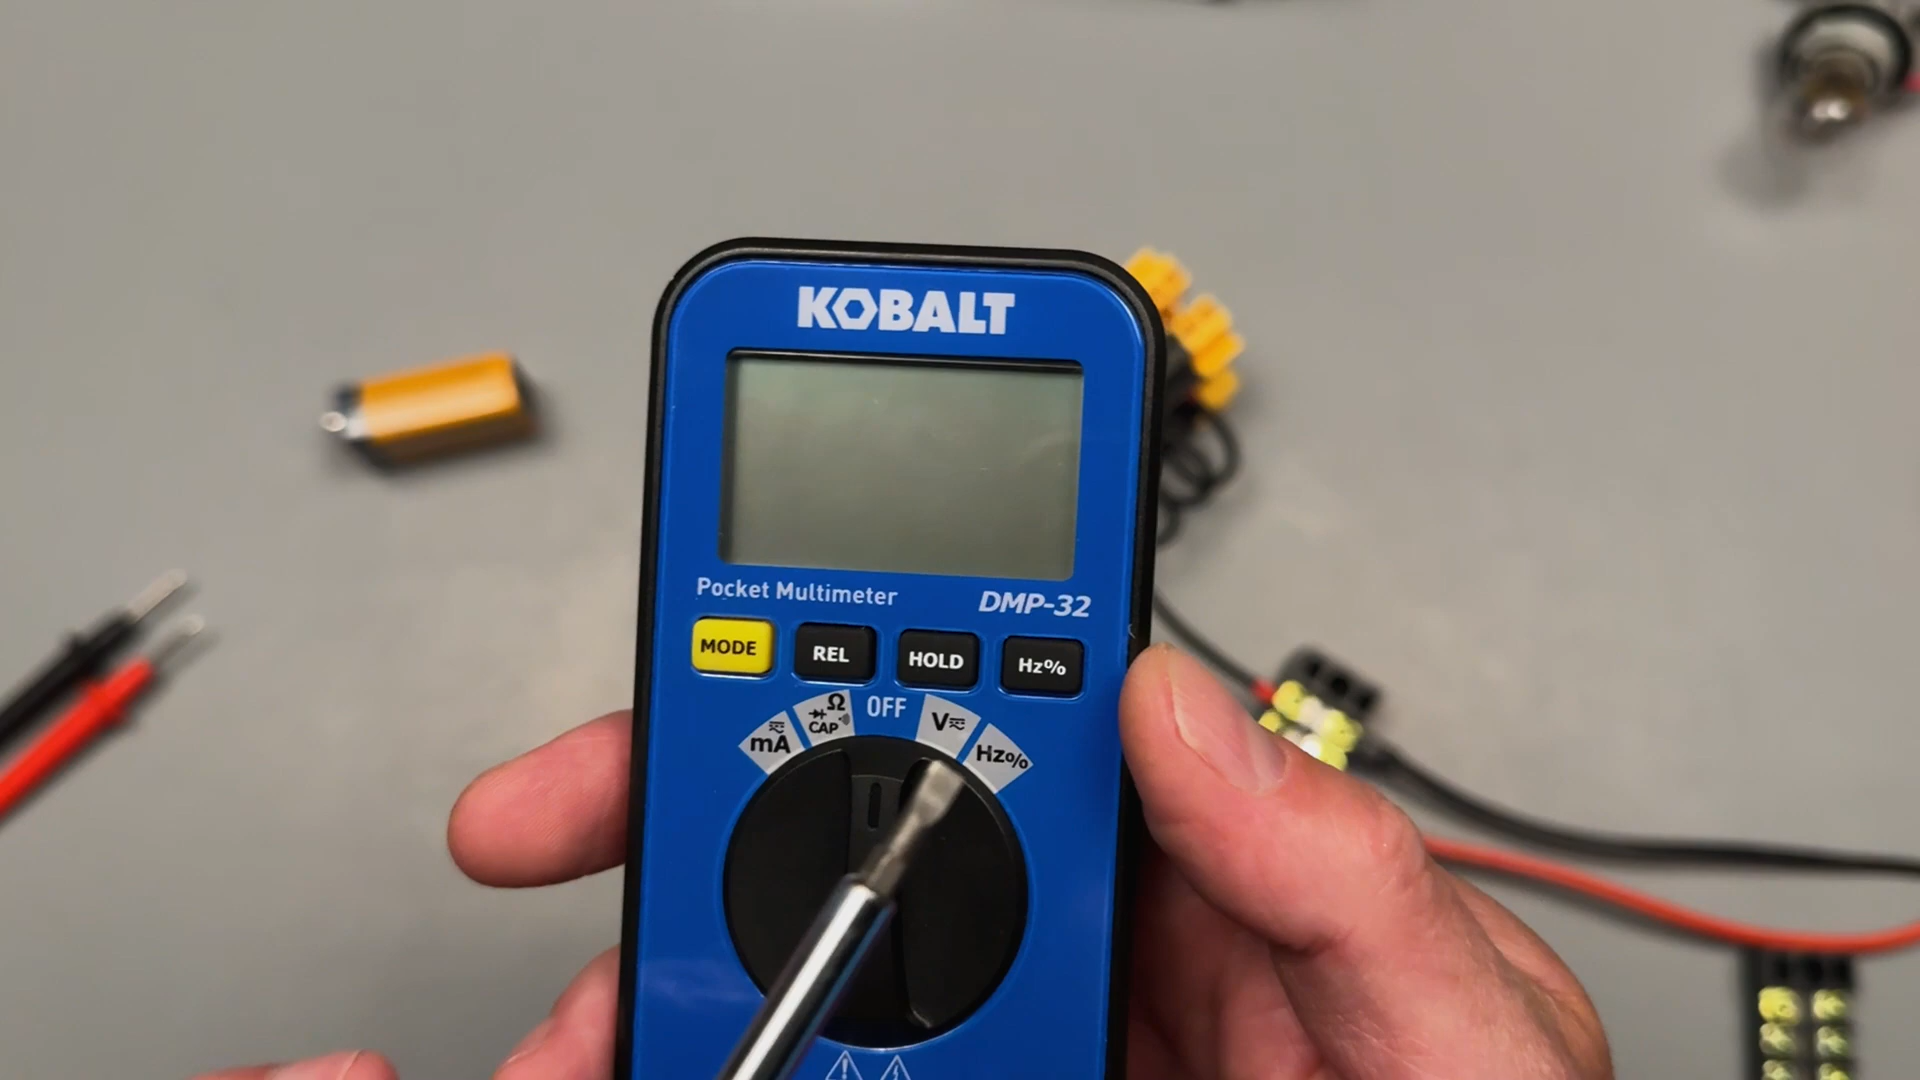 KOBALT
Pocket Multimeter DMP-32
MODE REL HOLD Hz%
mA Ω CAP OFF V Hz%